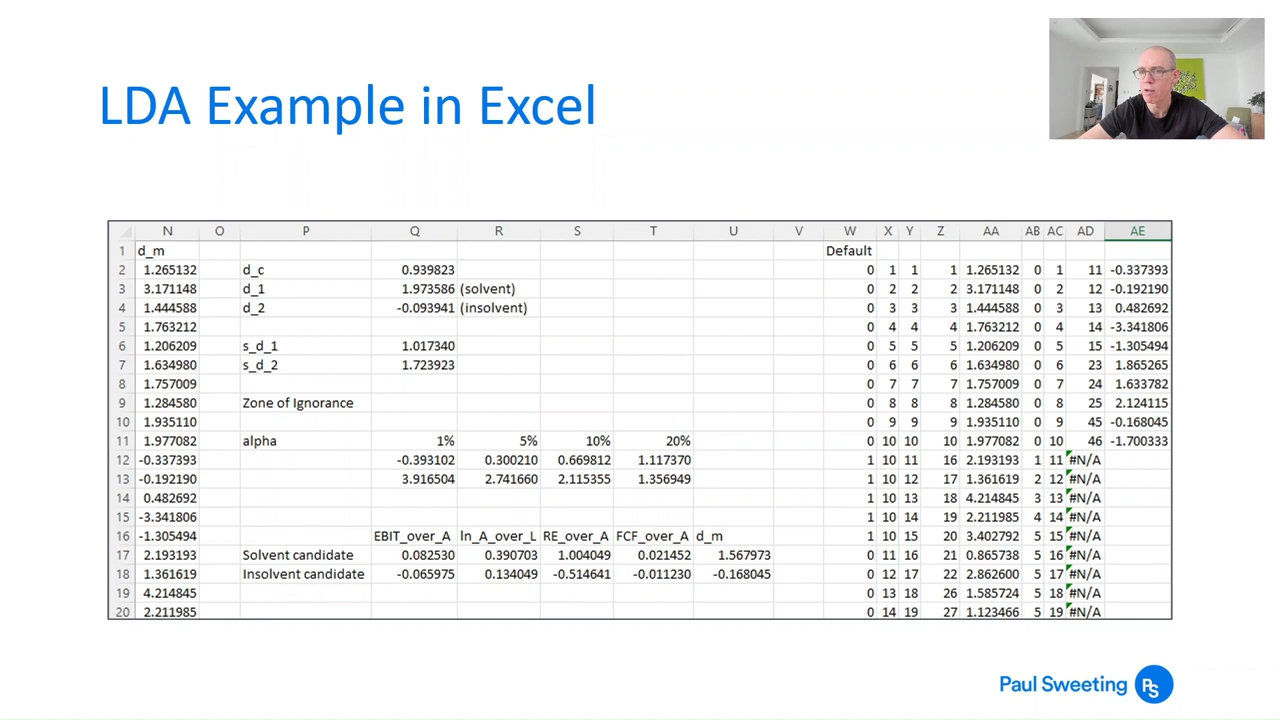 LDA Example in Excel
N O P Q R S T U V W X Y Z AA AB AC AD AE
1 d_m Default
2 1.265132 d_c 0.939823 0 1 1 1 1.265132 0 1 11 -0.337393
3 3.171148 d_1 1.973586 (solvent) 0 2 2 2 3.171148 0 2 12 -0.192190
4 1.444588 d_2 -0.093941 (insolvent) 0 3 3 3 1.444588 0 3 13 0.482692
5 1.763212 0 4 4 4 1.763212 0 4 14 -3.341806
6 1.206209 s_d_1 1.017340 0 5 5 5 1.206209 0 5 15 -1.305494
7 1.634980 s_d_2 1.723923 0 6 6 6 1.634980 0 6 23 1.865265
8 1.757009 0 7 7 7 1.757009 0 7 24 1.633782
9 1.284580 Zone of Ignorance 0 8 8 8 1.284580 0 8 25 2.124115
10 1.935110 0 9 9 9 1.935110 0 9 45 -0.168045
11 1.977082 alpha 1% 5% 10% 20% 0 10 10 10 1.977082 0 10 46 -1.700333
12 -0.337393 -0.393102 0.300210 0.669812 1.117370 1 10 11 16 2.193193 1 11 #N/A
13 -0.192190 3.916504 2.741660 2.115355 1.356949 1 10 12 17 1.361619 2 12 #N/A
14 0.482692 1 10 13 18 4.214845 3 13 #N/A
15 -3.341806 1 10 14 19 2.211985 4 14 #N/A
16 -1.305494 EBIT_over_A ln_A_over_L RE_over_A FCF_over_A d_m 1 10 15 20 3.402792 5 15 #N/A
17 2.193193 Solvent candidate 0.082530 0.390703 1.004049 0.021452 1.567973 0 11 16 21 0.865738 5 16 #N/A
18 1.361619 Insolvent candidate -0.065975 0.134049 -0.514641 -0.011230 -0.168045 0 12 17 22 2.862600 5 17 #N/A
19 4.214845 0 13 18 26 1.585724 5 18 #N/A
20 2.211985 0 14 19 27 1.123466 5 19 #N/A
Paul Sweeting PS